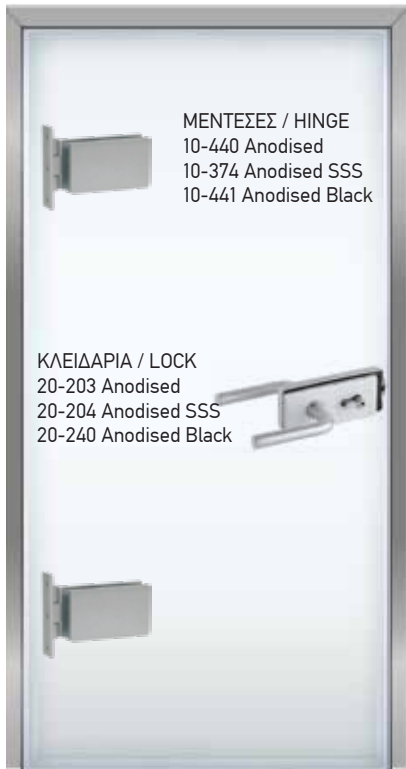 ΜΕΝΤΕΣΕΣ / HINGE
10-440 Anodised
10-374 Anodised SSS
10-441 Anodised Black
ΚΛΕΙΔΑΡΙΑ / LOCK
20-203 Anodised
20-204 Anodised SSS
20-240 Anodised Black